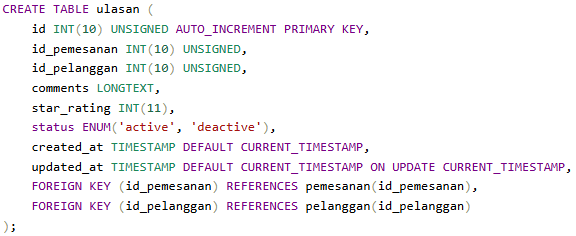 CREATE TABLE ulasan (
    id INT(10) UNSIGNED AUTO_INCREMENT PRIMARY KEY,
    id_pemesanan INT(10) UNSIGNED,
    id_pelanggan INT(10) UNSIGNED,
    comments LONGTEXT,
    star_rating INT(11),
    status ENUM('active', 'deactive'),
    created_at TIMESTAMP DEFAULT CURRENT_TIMESTAMP,
    updated_at TIMESTAMP DEFAULT CURRENT_TIMESTAMP ON UPDATE CURRENT_TIMESTAMP,
    FOREIGN KEY (id_pemesanan) REFERENCES pemesanan(id_pemesanan),
    FOREIGN KEY (id_pelanggan) REFERENCES pelanggan(id_pelanggan)
);